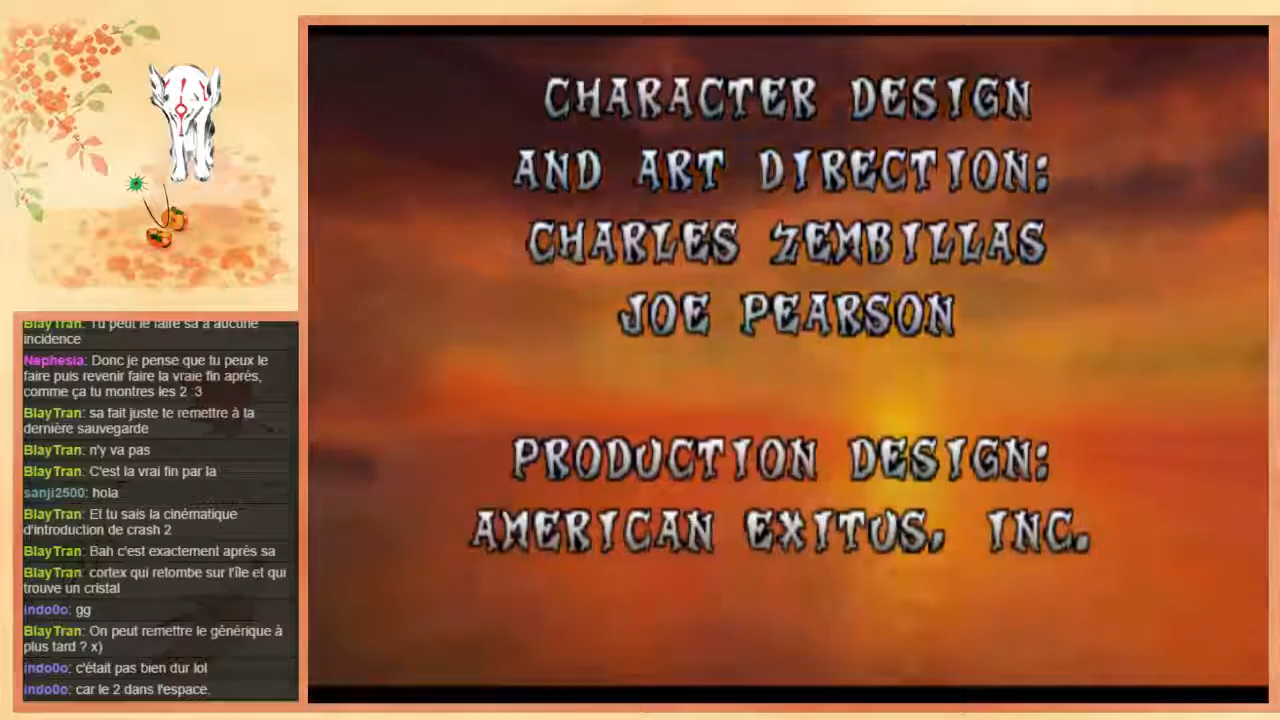 CHARACTER DESIGN
AND ART DIRECTION:
CHARLES ZEMBILLAS
JOE PEARSON
PRODUCTION DESIGN:
AMERICAN EXITUS, INC.
BlayTran: Tu peut le faire sa a aucune
incidence
Nephesia: Donc je pense que tu peux le
faire puis revenir faire la vraie fin après,
comme ça tu montres les 2 :3
BlayTran: sa fait juste te remettre à ta
dernière sauvegarde
BlayTran: n'y va pas
BlayTran: C'est la vrai fin par la
sanji2500: hola
BlayTran: Et tu sais la cinématique
d'introduction de crash 2
BlayTran: Bah c'est exactement après sa
BlayTran: cortex qui retombe sur l'île et qui
trouve un cristal
indo0o: gg
BlayTran: On peut remettre le générique à
plus tard ? x)
indo0o: c'était pas bien dur lol
indo0o: car le 2 dans l'espace.